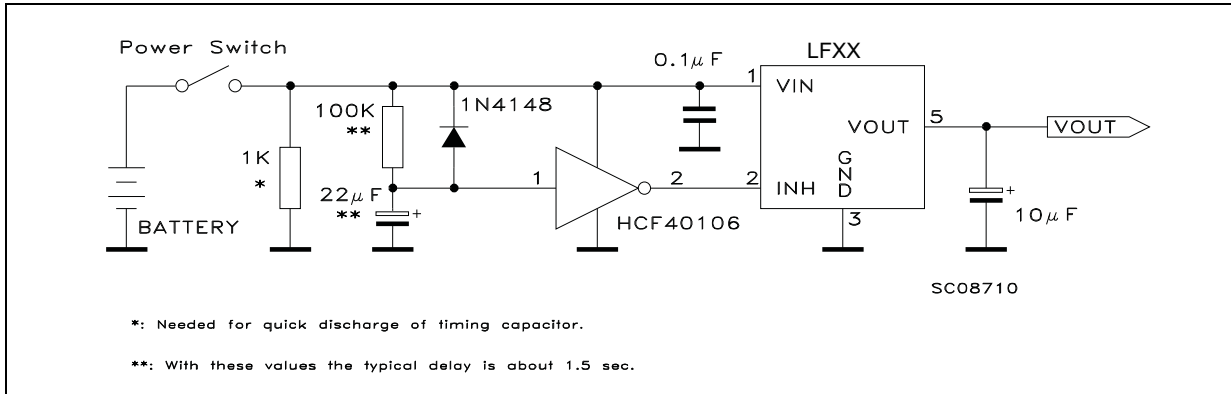 Power Switch
LFXX
0.1µF
1
VIN
100K
**
1N4148
VOUT
5
VOUT
1K
*
GND
22µF
**
+
1
2
2
INH
+
10µF
BATTERY
HCF40106
3
SC08710
*: Needed for quick discharge of timing capacitor.
**: With these values the typical delay is about 1.5 sec.